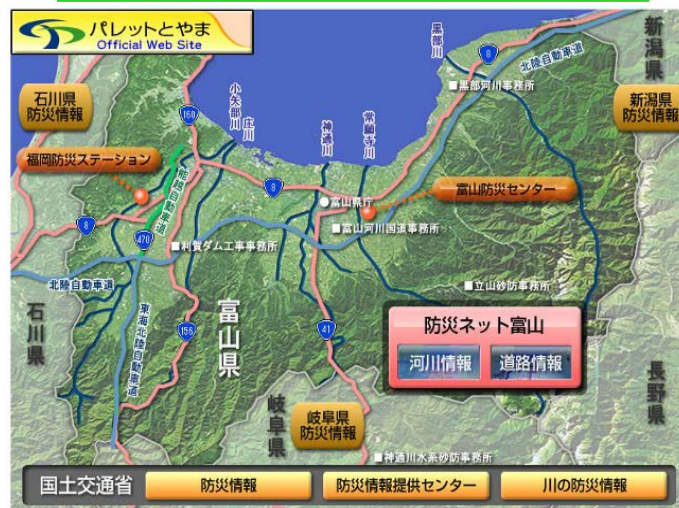 パレットとやま
Official Web Site
石川県
防災情報
福岡防災ステーション
160
小矢部川
庄川
神通川
常願寺川
黒部川
8
北陸自動車道
新潟県
新潟県
防災情報
■黒部河川事務所
能越自動車道
8
●富山県庁
富山防災センター
■富山河川国道事務所
8
470
■利賀ダム工事事務所
北陸自動車道
■立山砂防事務所
石川県
東海北陸自動車道
富山県
156
41
防災ネット富山
河川情報
道路情報
長野県
岐阜県
岐阜県
防災情報
■神通川水系砂防事務所
国土交通省
防災情報
防災情報提供センター
川の防災情報